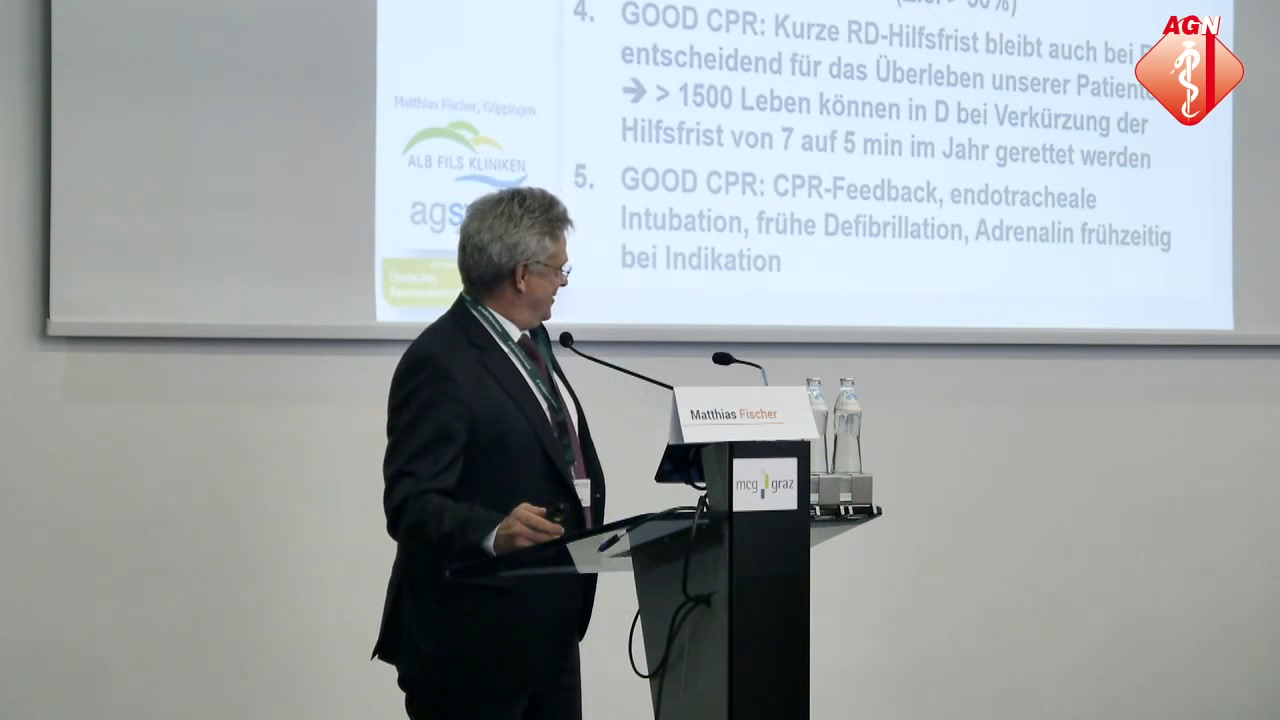 AGN
4. GOOD CPR: Kurze RD-Hilfsfrist bleibt auch bei
entscheidend für das Überleben unserer
➔ > 1500 Leben können in D bei Verkürzung der
Hilfsfrist von 7 auf 5 min im Jahr gerettet werden
Matthias Fischer, Göppingen
ALB FILS KLINIKEN
5. GOOD CPR: CPR-Feedback, endotracheale
Intubation, frühe Defibrillation, Adrenalin frühzeitig
bei Indikation
Matthias Fischer
mcg graz